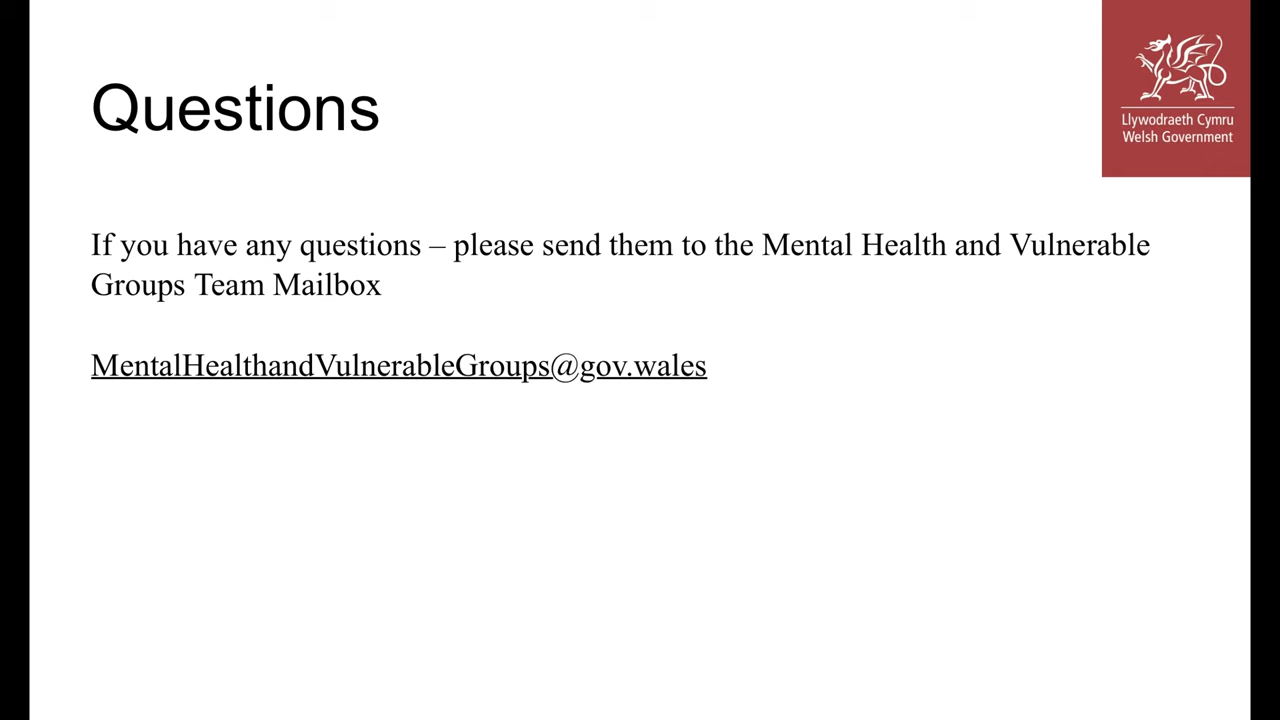 Questions
Llywodraeth Cymru
Welsh Government
If you have any questions – please send them to the Mental Health and Vulnerable
Groups Team Mailbox
MentalHealthandVulnerableGroups@gov.wales